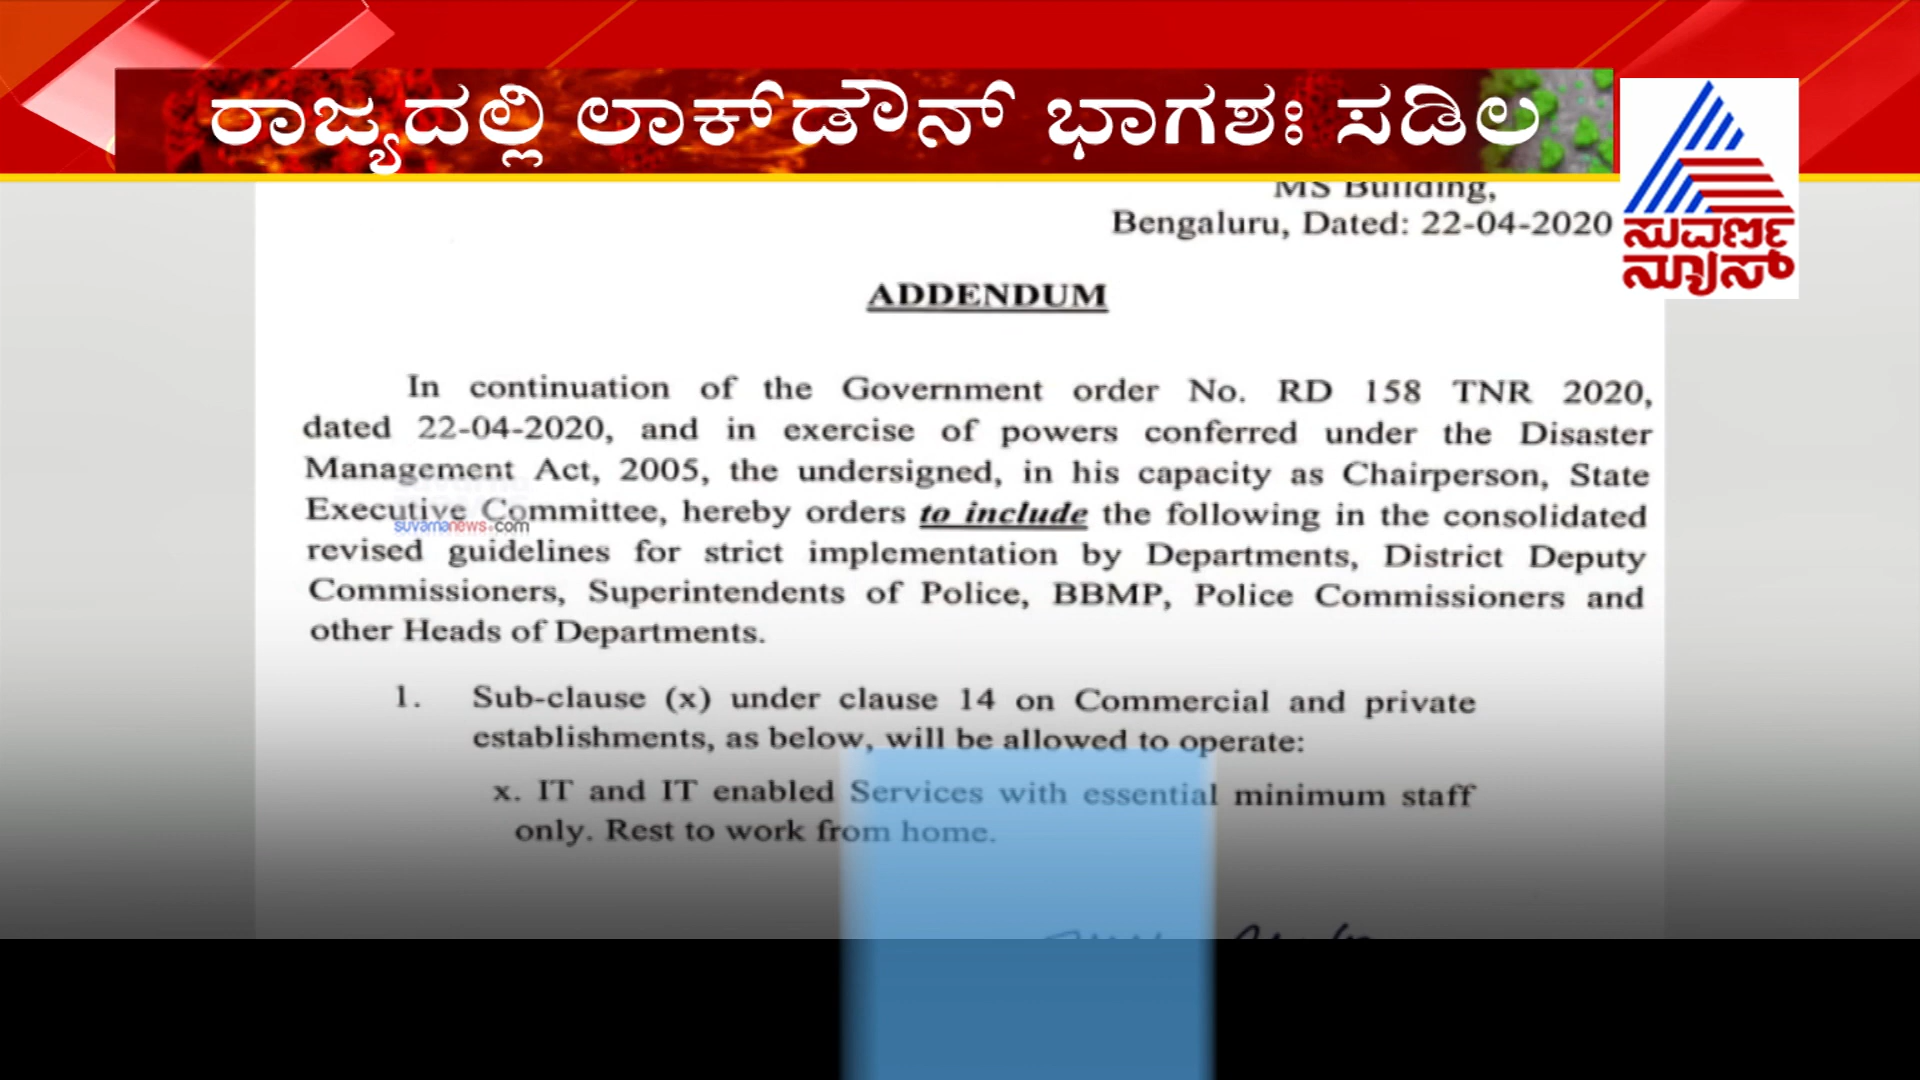 ರಾಜ್ಯದಲ್ಲಿ ಲಾಕ್‌ಡೌನ್ ಭಾಗಶಃ ಸಡಿಲ
ಸುವರ್ಣ
ನ್ಯೂಸ್
MS Building,
Bengaluru, Dated: 22-04-2020
ADDENDUM
In continuation of the Government order No. RD 158 TNR 2020,
dated 22-04-2020, and in exercise of powers conferred under the Disaster
Management Act, 2005, the undersigned, in his capacity as Chairperson, State
Executive Committee, hereby orders to include the following in the consolidated
suvarnanews.com
revised guidelines for strict implementation by Departments, District Deputy
Commissioners, Superintendents of Police, BBMP, Police Commissioners and
other Heads of Departments.
1. Sub-clause (x) under clause 14 on Commercial and private
establishments, as below, will be allowed to operate:
x. IT and IT enabled Services with essential minimum staff
only. Rest to work from home.